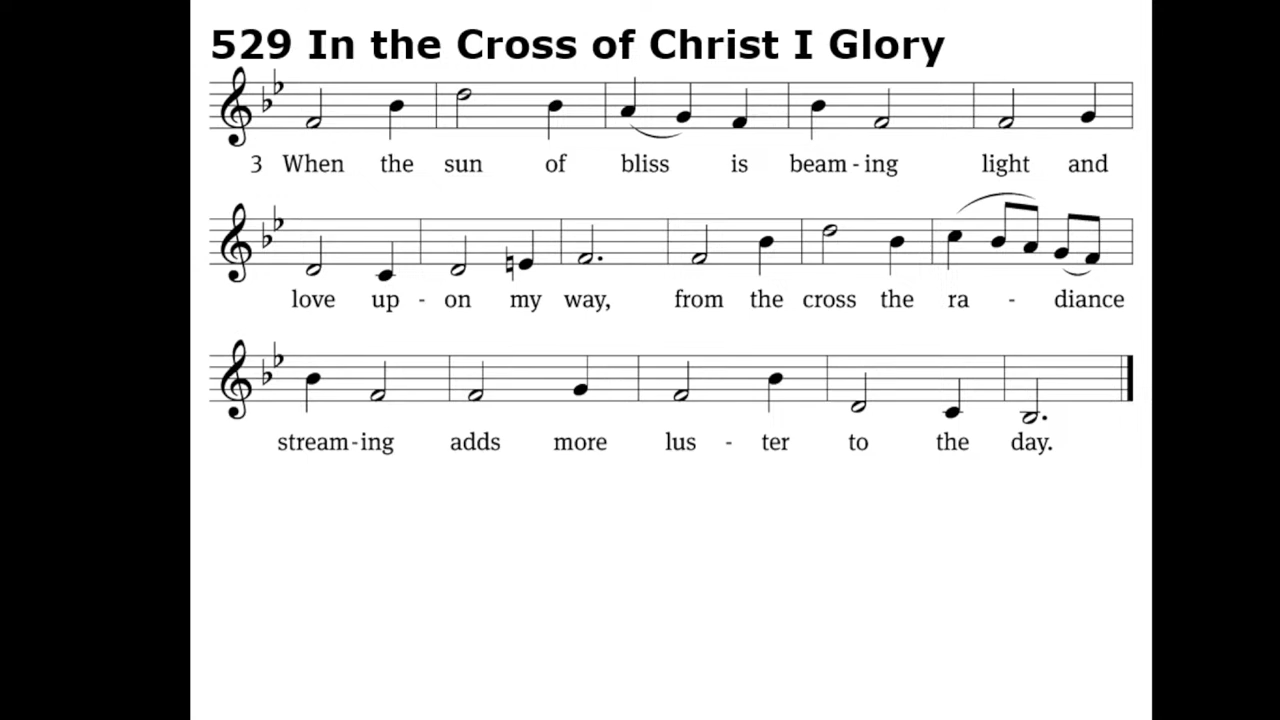 529 In the Cross of Christ I Glory
3 When the sun of bliss is beam - ing light and
love up - on my way, from the cross the ra - diance
stream - ing adds more lus - ter to the day.